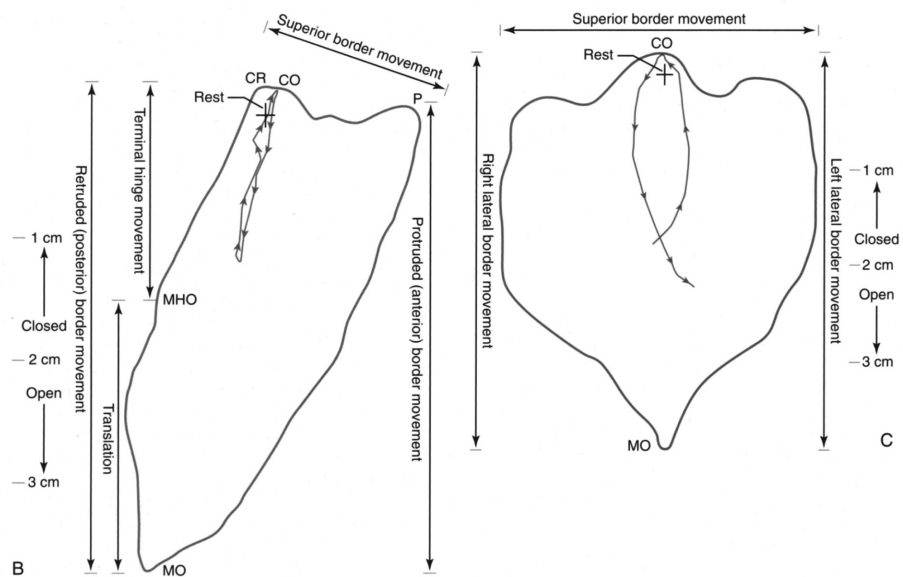 Superior border movement
CR CO
Rest
P
Terminal hinge movement
Retruded (posterior) border movement
Protruded (anterior) border movement
1 cm
MHO
Closed
2 cm
Open
Translation
3 cm
B
MO
Superior border movement
CO
Rest
Right lateral border movement
Left lateral border movement
1 cm
Closed
2 cm
Open
3 cm
MO
C